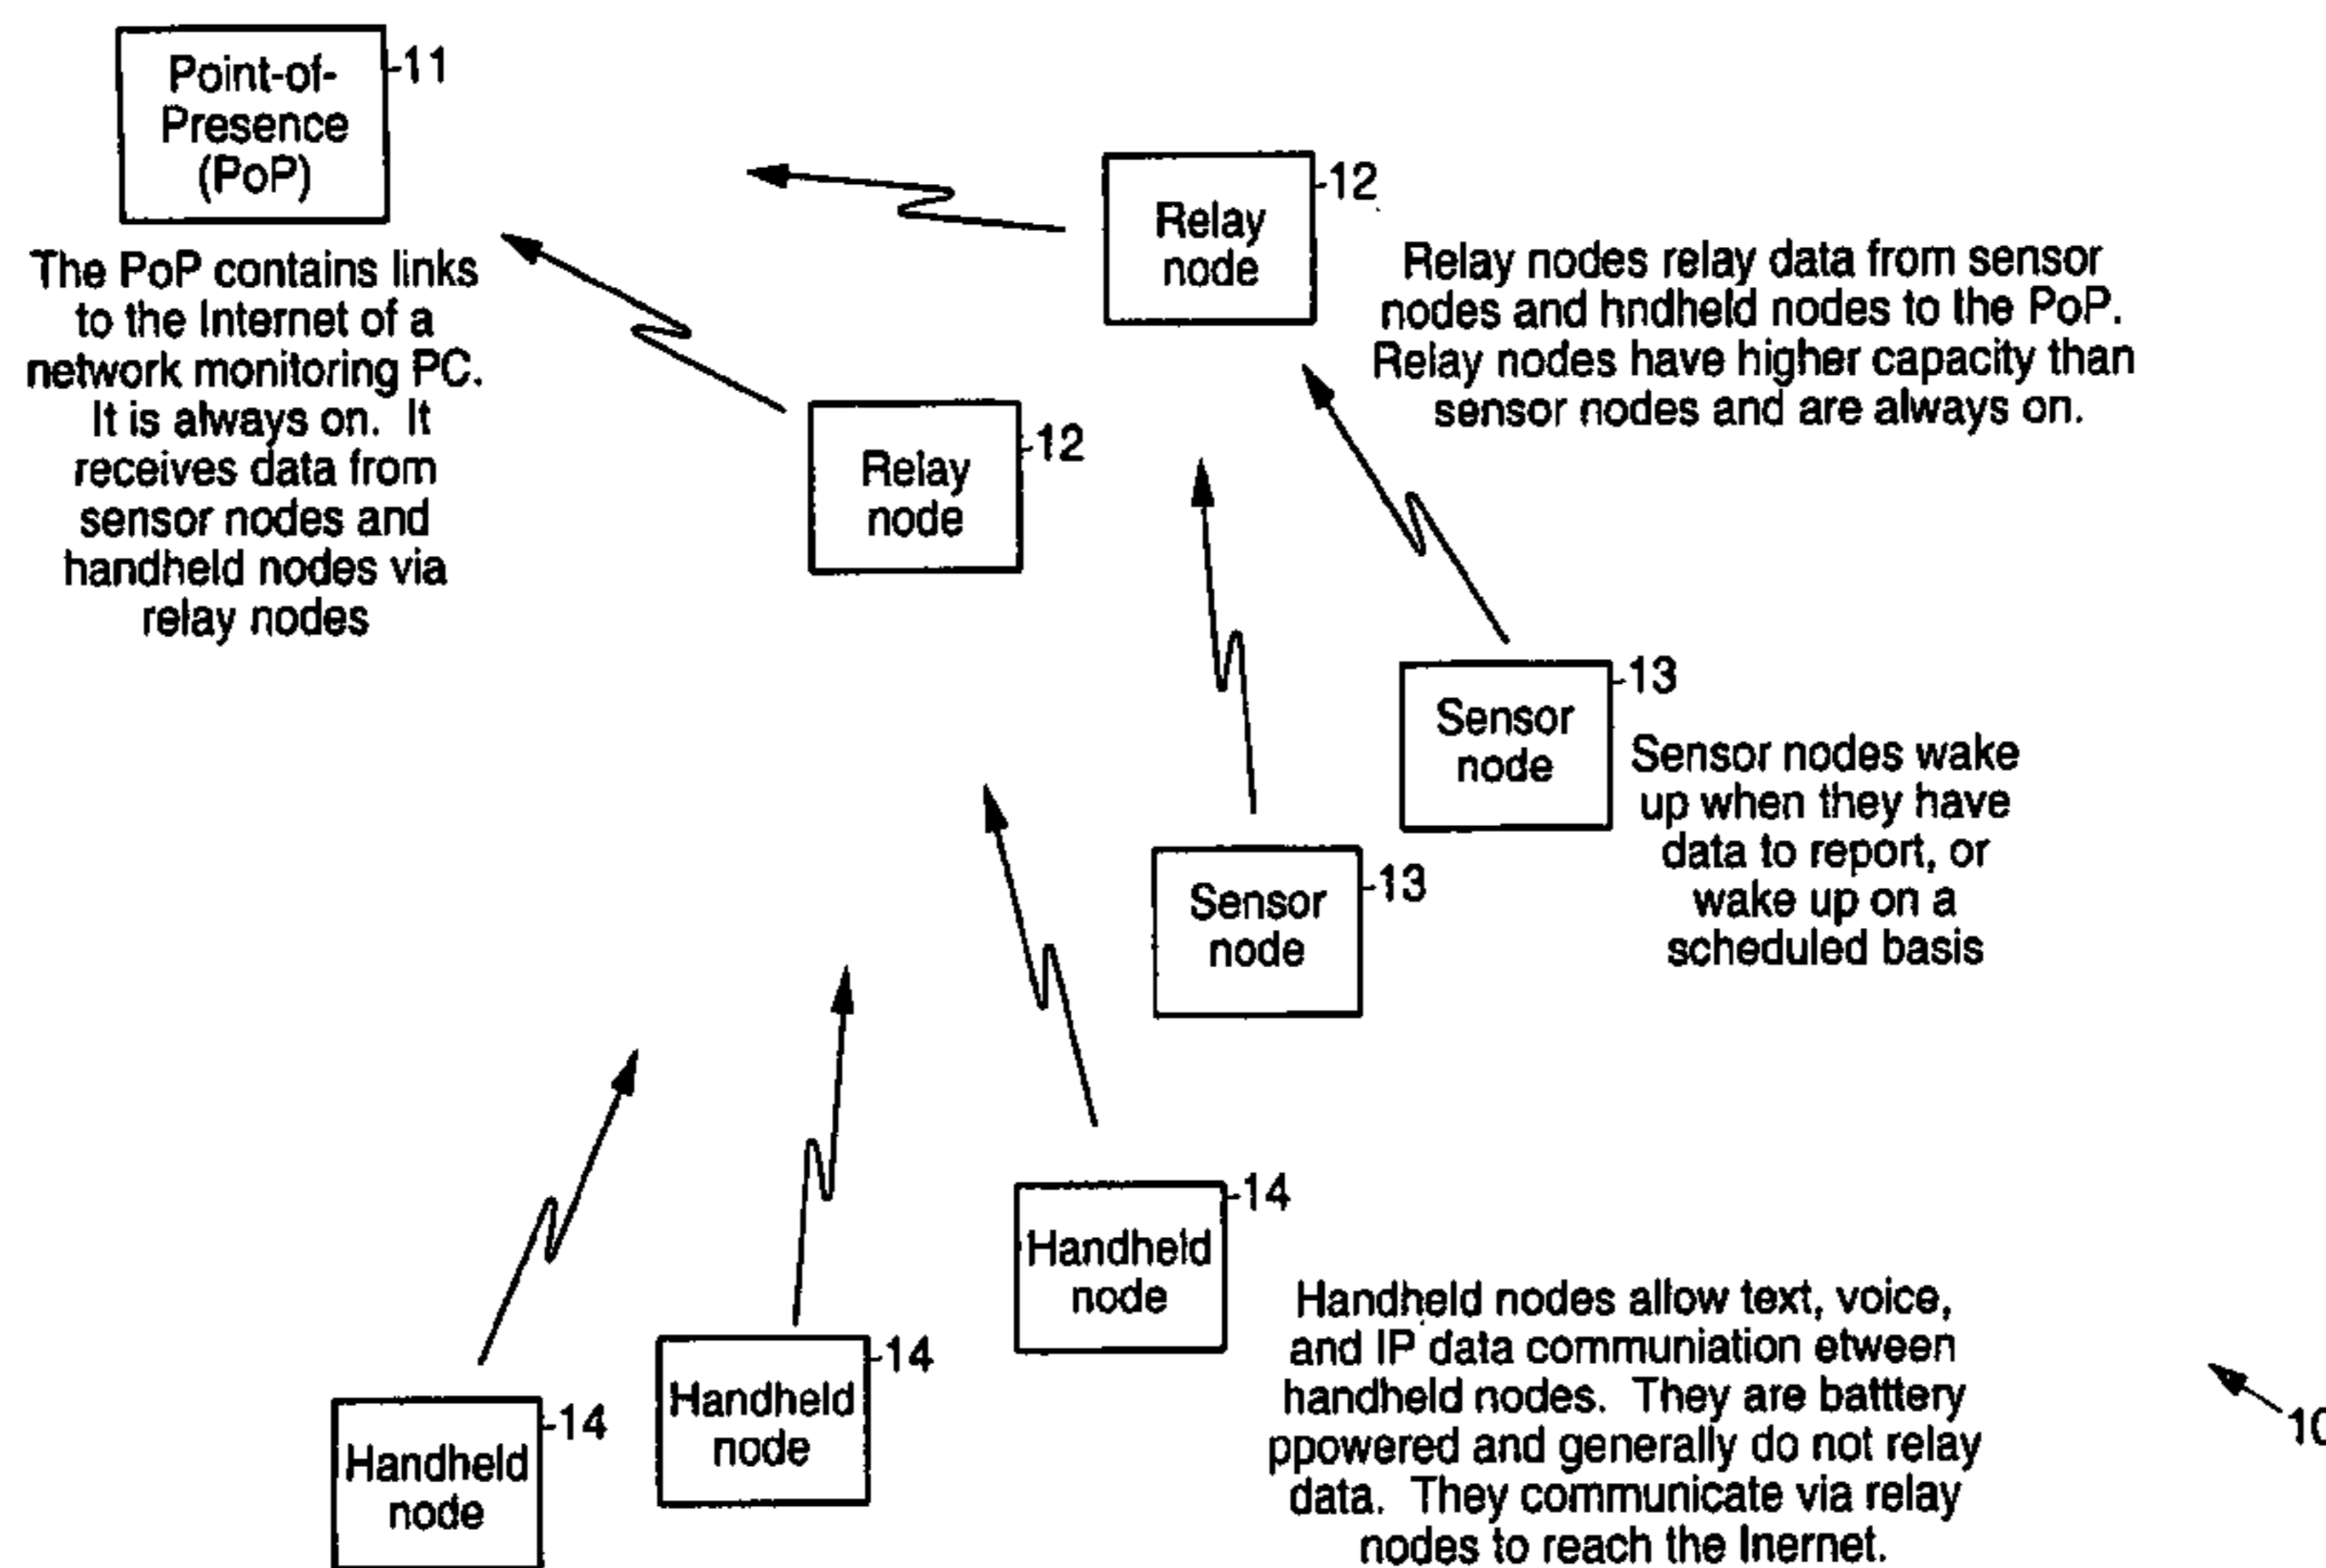 Point-of-
Presence
(PoP)
11
The PoP contains links
to the Internet of a
network monitoring PC.
It is always on. It
receives data from
sensor nodes and
handheld nodes via
relay nodes
Relay
node
12
Relay nodes relay data from sensor
nodes and hndheld nodes to the PoP.
Relay nodes have higher capacity than
sensor nodes and are always on.
Relay
node
12
Sensor
node
13
Sensor nodes wake
up when they have
data to report, or
wake up on a
scheduled basis
Sensor
node
13
Handheld
node
14
Handheld
node
14
Handheld
node
14
Handheld nodes allow text, voice,
and IP data communiation etween
handheld nodes. They are batttery
ppowered and generally do not relay
data. They communicate via relay
nodes to reach the Inernet.
10